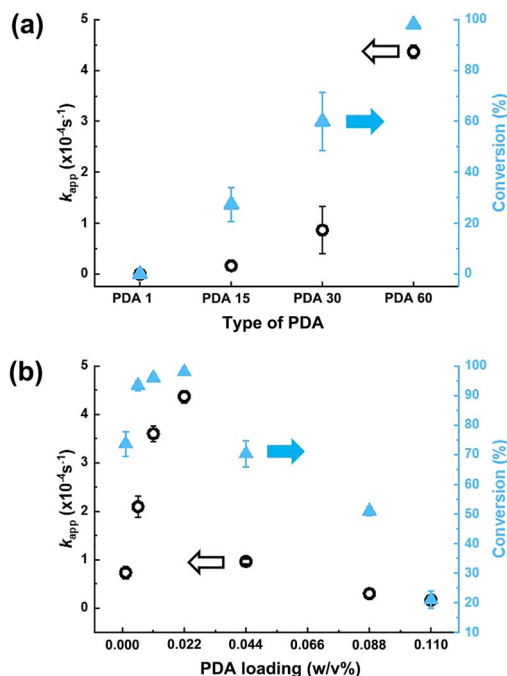 (a)
5
4
3
2
1
0
k_app (x10⁻⁴s⁻¹)
100
80
60
40
20
0
Conversion (%)
PDA 1 PDA 15 PDA 30 PDA 60
Type of PDA
(b)
5
4
3
2
1
0
k_app (x10⁻⁴s⁻¹)
100
90
80
70
60
50
40
30
20
10
Conversion (%)
0.000 0.022 0.044 0.066 0.088 0.110
PDA loading (w/v%)